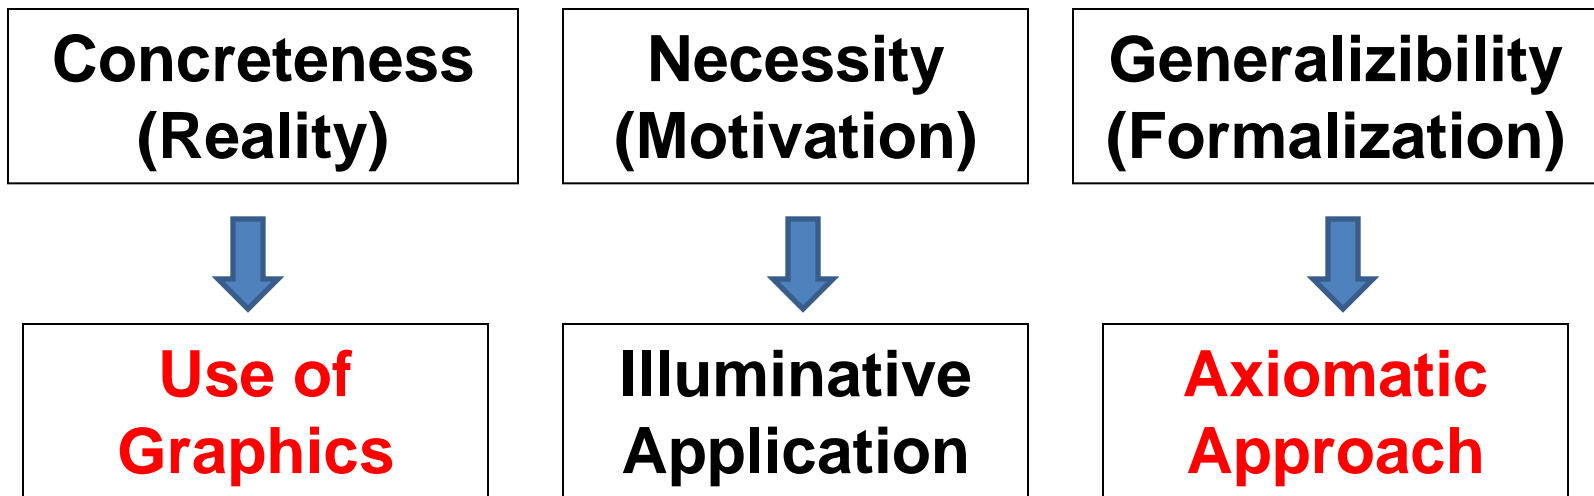 Concreteness
(Reality)
Necessity
(Motivation)
Generalizibility
(Formalization)
Use of
Graphics
Illuminative
Application
Axiomatic
Approach